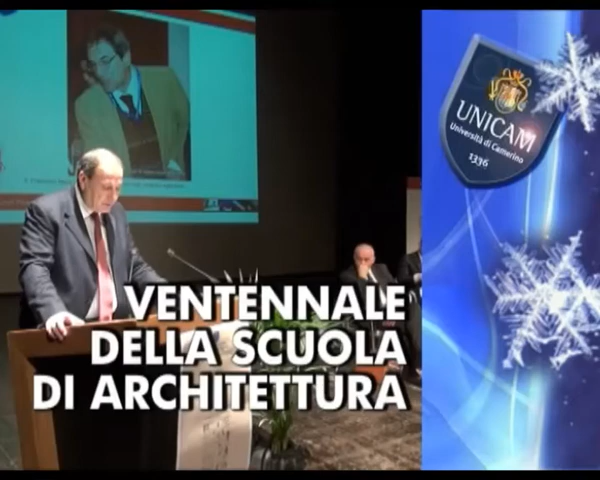 UNICAM
Università di Camerino
1336
VENTENNALE
DELLA SCUOLA
DI ARCHITETTURA